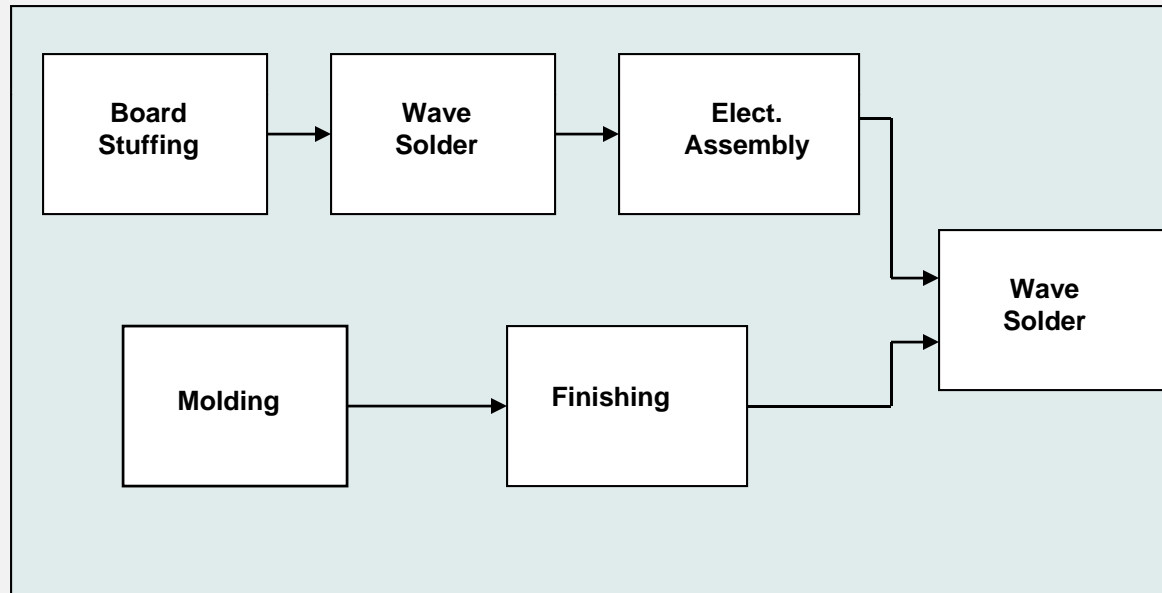 Board
Stuffing
Wave
Solder
Elect.
Assembly
Wave
Solder
Molding
Finishing